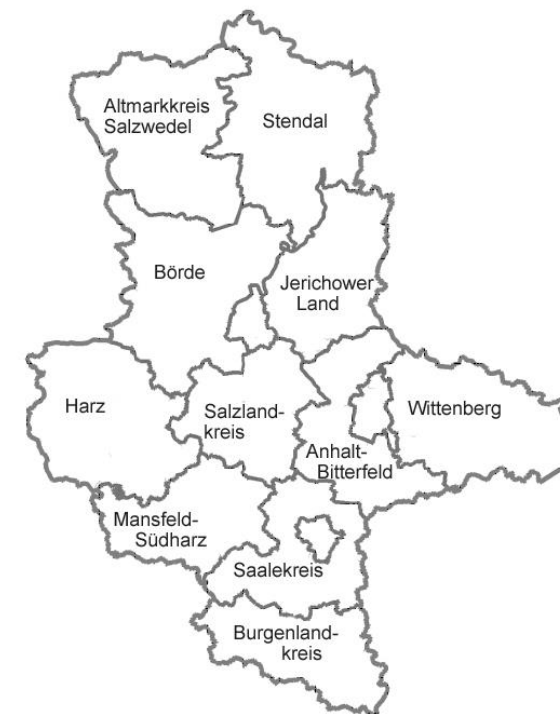 Altmarkkreis
Salzwedel
Stendal
Börde
Jerichower
Land
Harz
Salzland-
kreis
Wittenberg
Anhalt-
Bitterfeld
Mansfeld-
Südharz
Saalekreis
Burgenland-
kreis